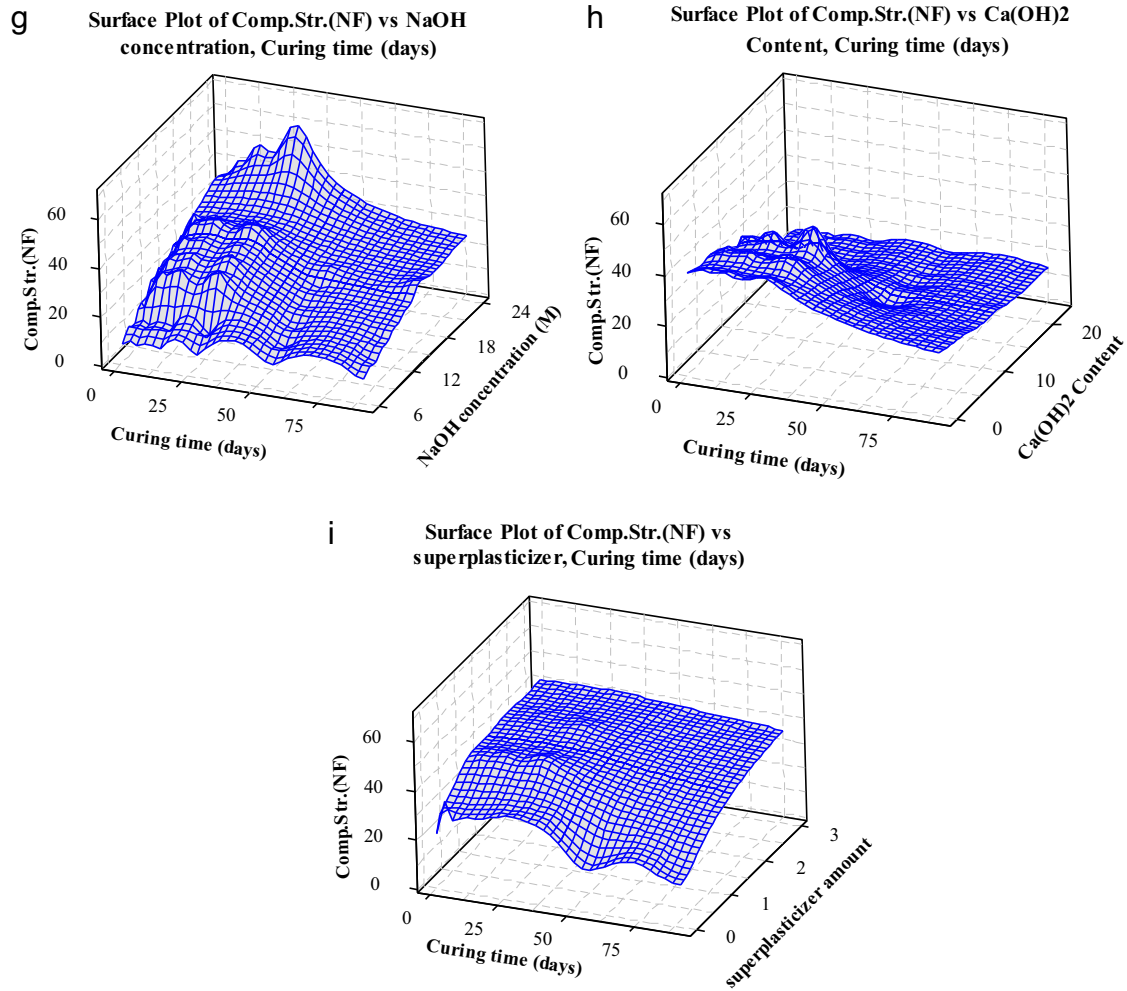 g
Surface Plot of Comp.Str.(NF) vs NaOH
concentration, Curing time (days)
60
40
20
0
Comp.Str.(NF)
0
25
50
75
Curing time (days)
6
12
18
24
NaOH concentration (M)
h
Surface Plot of Comp.Str.(NF) vs Ca(OH)2
Content, Curing time (days)
60
40
20
0
Comp.Str.(NF)
0
25
50
75
Curing time (days)
0
10
20
Ca(OH)2 Content
i
Surface Plot of Comp.Str.(NF) vs
superplasticizer, Curing time (days)
60
40
20
0
Comp.Str.(NF)
0
25
50
75
Curing time (days)
0
1
2
3
superplasticizer amount